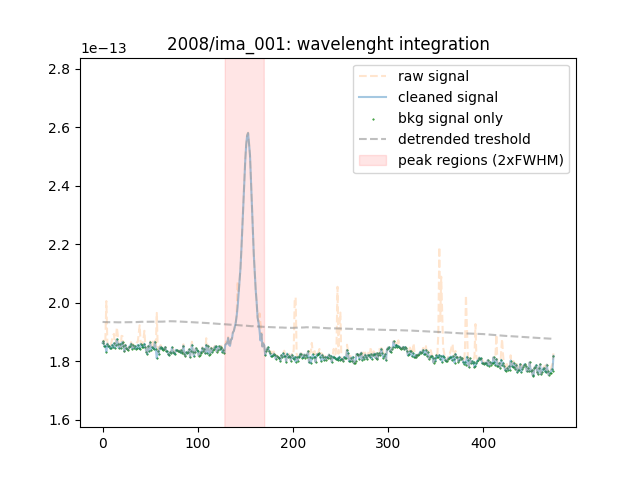 2008/ima_001: wavelenght integration
1e−13
2.8
2.6
2.4
2.2
2.0
1.8
1.6
0
100
200
300
400
raw signal
cleaned signal
bkg signal only
detrended treshold
peak regions (2xFWHM)